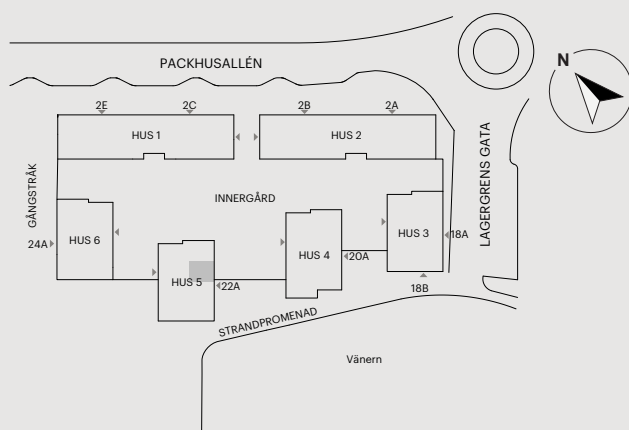 N
PACKHUSALLÉN
2E
2C
2B
2A
HUS 1
HUS 2
LAGERGRENS GATA
GÅNGSTRÅK
INNERGÅRD
24A
HUS 6
HUS 3
18A
HUS 4
20A
HUS 5
22A
18B
STRANDPROMENAD
Vänern